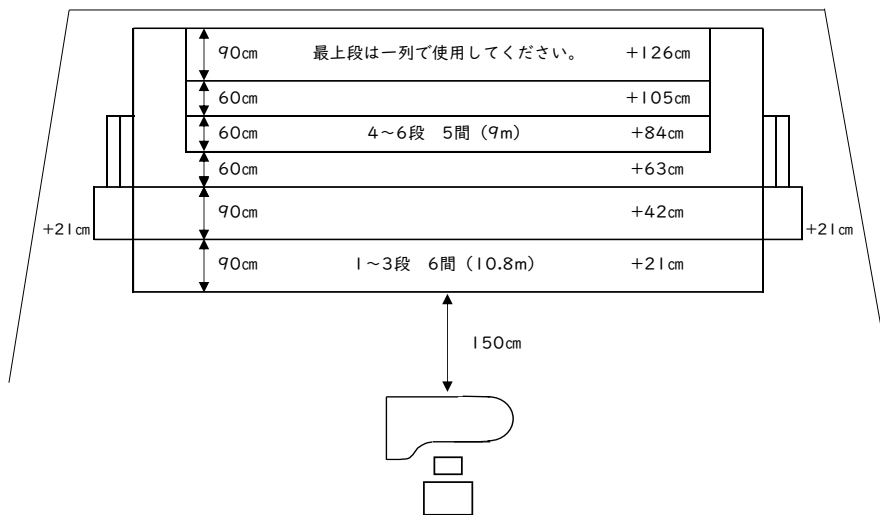 90cm 最上段は一列で使用してください。 +126cm
60cm +105cm
60cm 4～6段 5間（9m） +84cm
60cm +63cm
90cm +42cm
+21cm +21cm
90cm 1～3段 6間（10.8m） +21cm
150cm